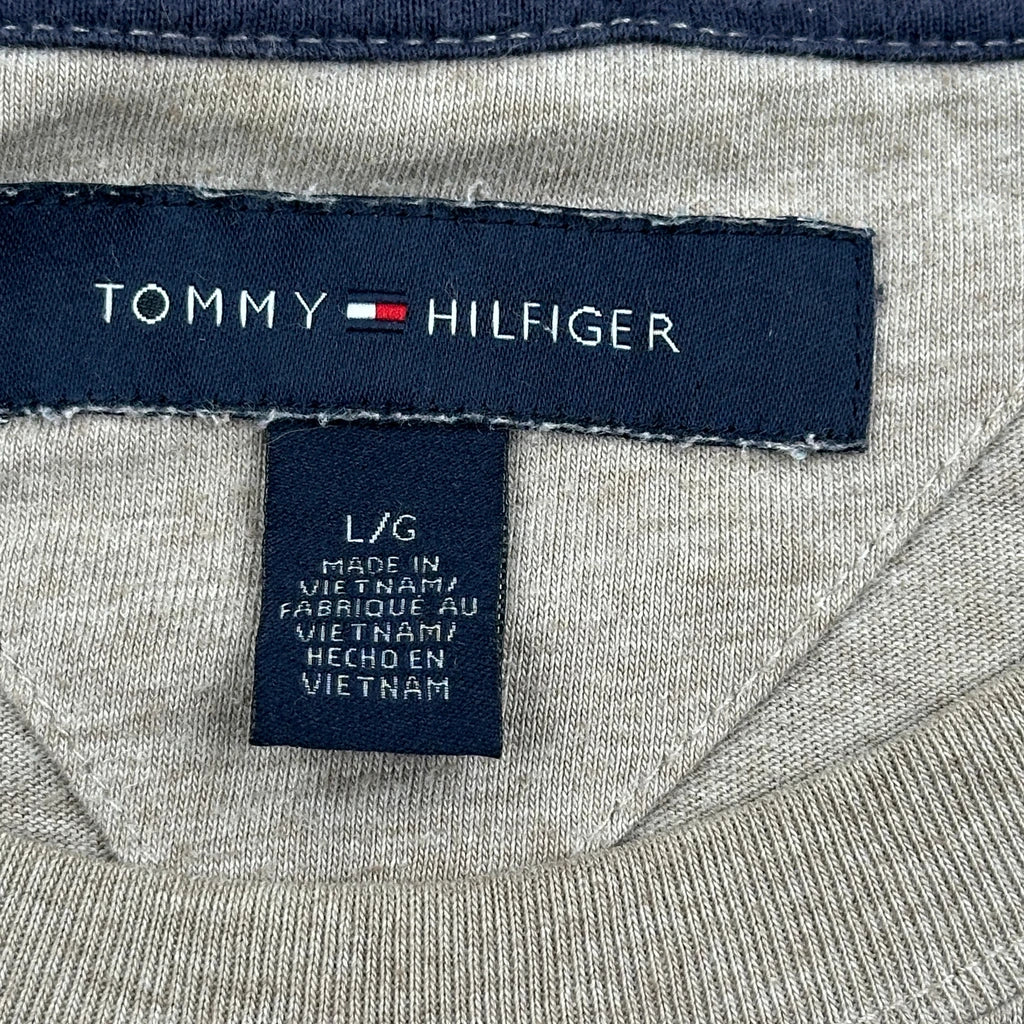 TOMMY HILFIGER
L/G
MADE IN
VIETNAM/
FABRIQUE AU
VIETNAM/
HECHO EN
VIETNAM